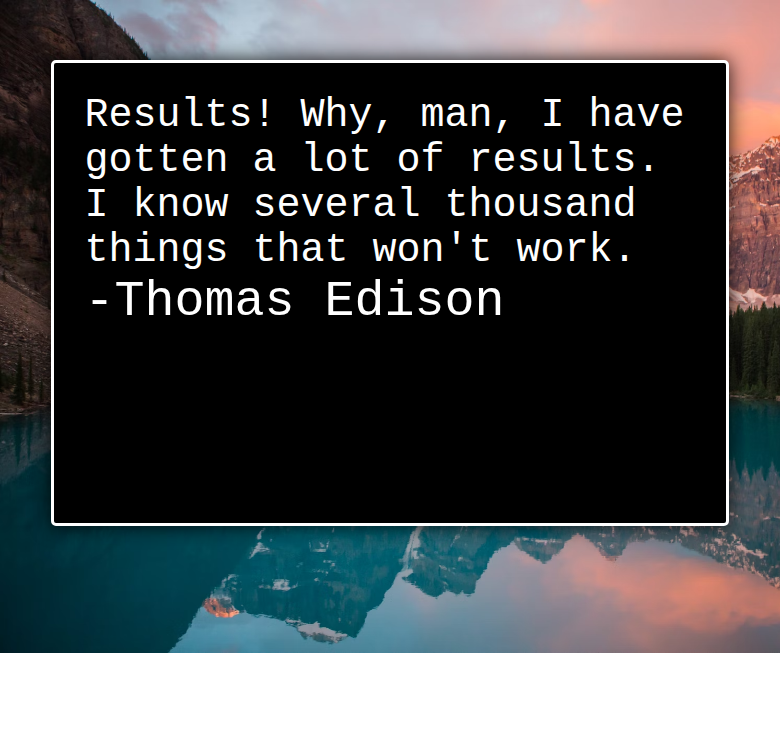 Results! Why, man, I have
gotten a lot of results.
I know several thousand
things that won't work.
-Thomas Edison